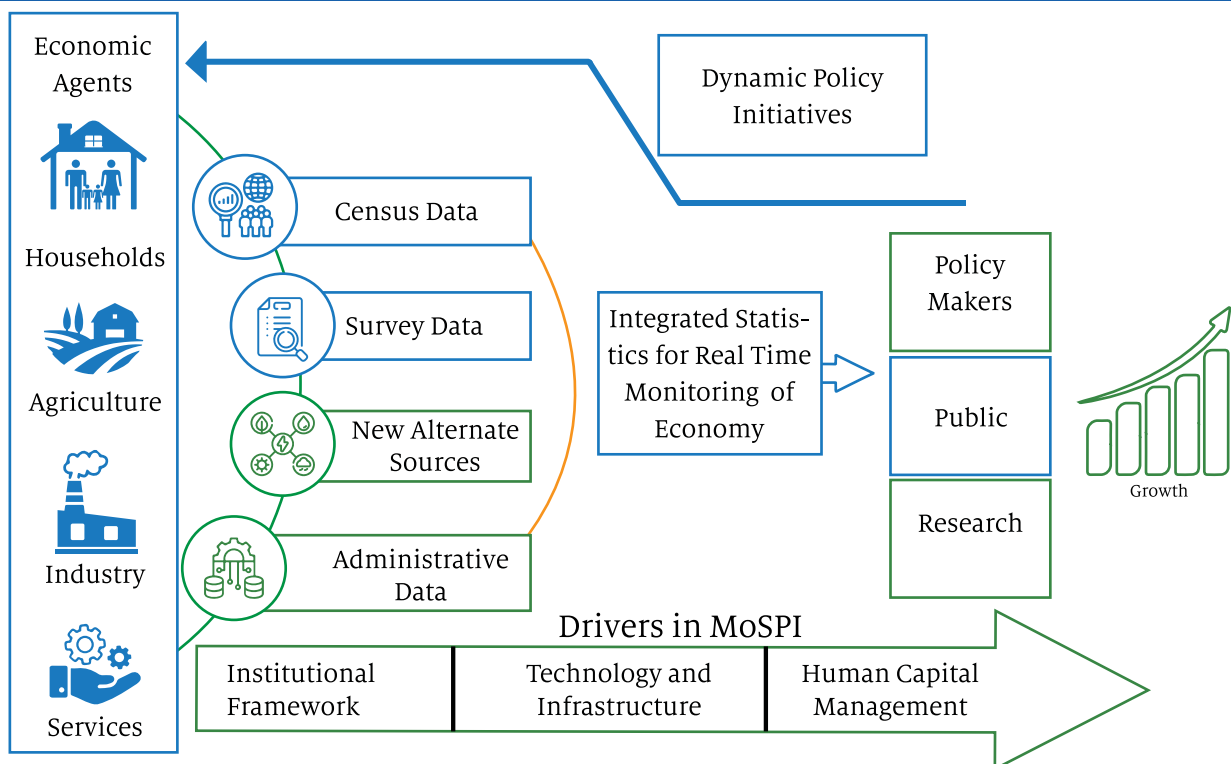 Economic
Agents
Households
Agriculture
Industry
Services
Census Data
Survey Data
New Alternate
Sources
Administrative
Data
Dynamic Policy
Initiatives
Integrated Statis-
tics for Real Time
Monitoring of
Economy
Policy
Makers
Public
Research
Growth
Drivers in MoSPI
Institutional
Framework
Technology and
Infrastructure
Human Capital
Management